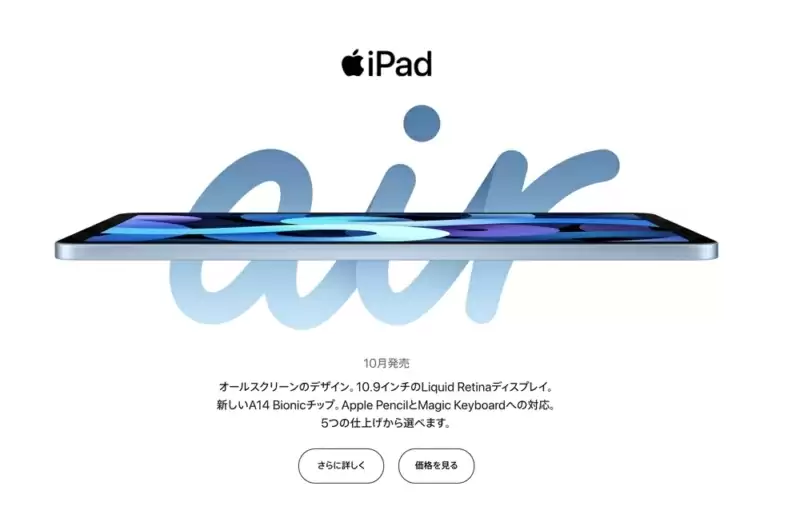 iPad
air
10月発売
オールスクリーンのデザイン。10.9インチのLiquid Retinaディスプレイ。
新しいA14 Bionicチップ。Apple PencilとMagic Keyboardへの対応。
5つの仕上げから選べます。
さらに詳しく
価格を見る